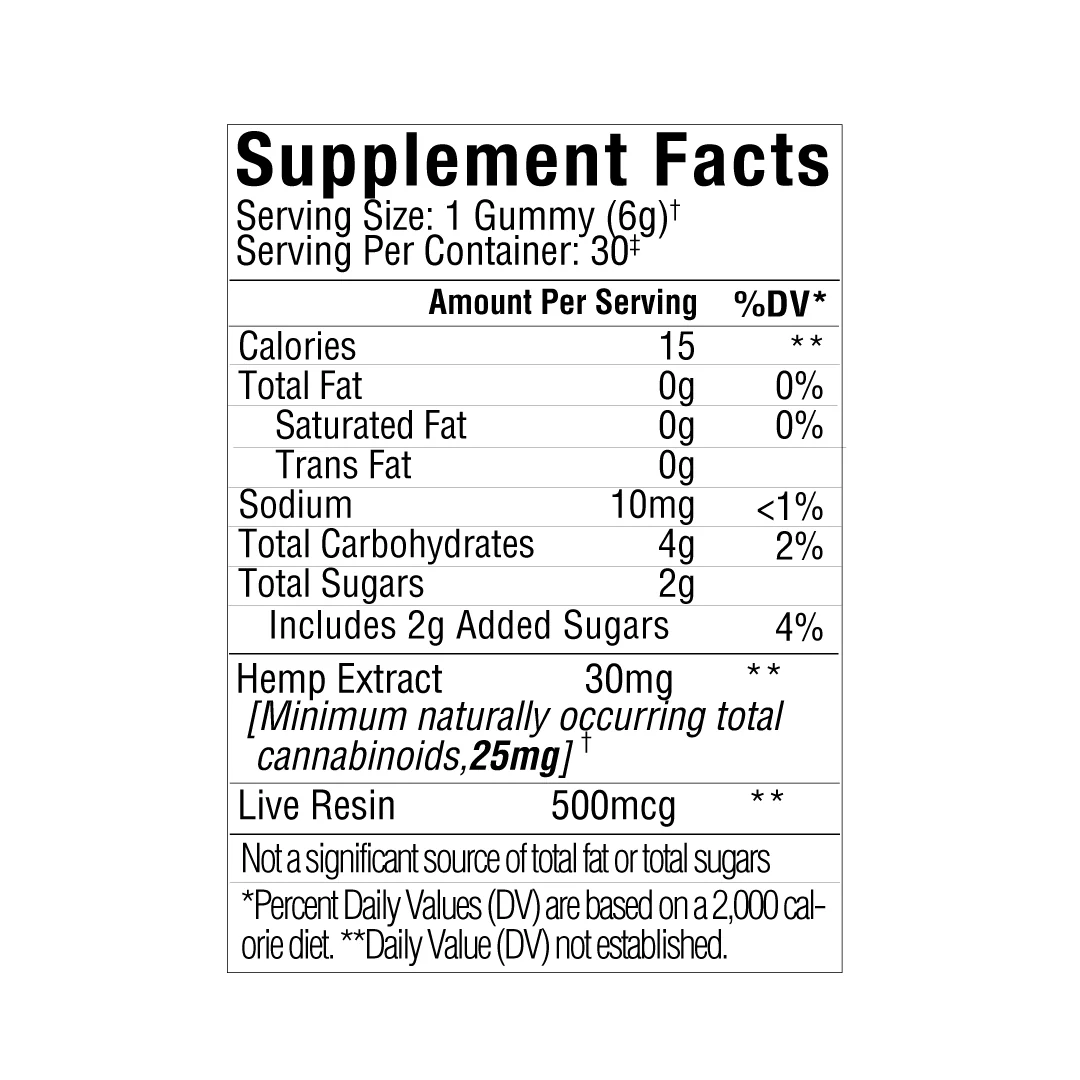 Supplement Facts
Serving Size: 1 Gummy (6g)†
Serving Per Container: 30‡
Amount Per Serving %DV*
Calories 15 **
Total Fat 0g 0%
Saturated Fat 0g 0%
Trans Fat 0g
Sodium 10mg <1%
Total Carbohydrates 4g 2%
Total Sugars 2g
Includes 2g Added Sugars 4%
Hemp Extract 30mg **
[Minimum naturally occurring total
cannabinoids,25mg]†
Live Resin 500mcg **
Not a significant source of total fat or total sugars
*Percent Daily Values (DV) are based on a 2,000 cal-
orie diet. **Daily Value (DV) not established.